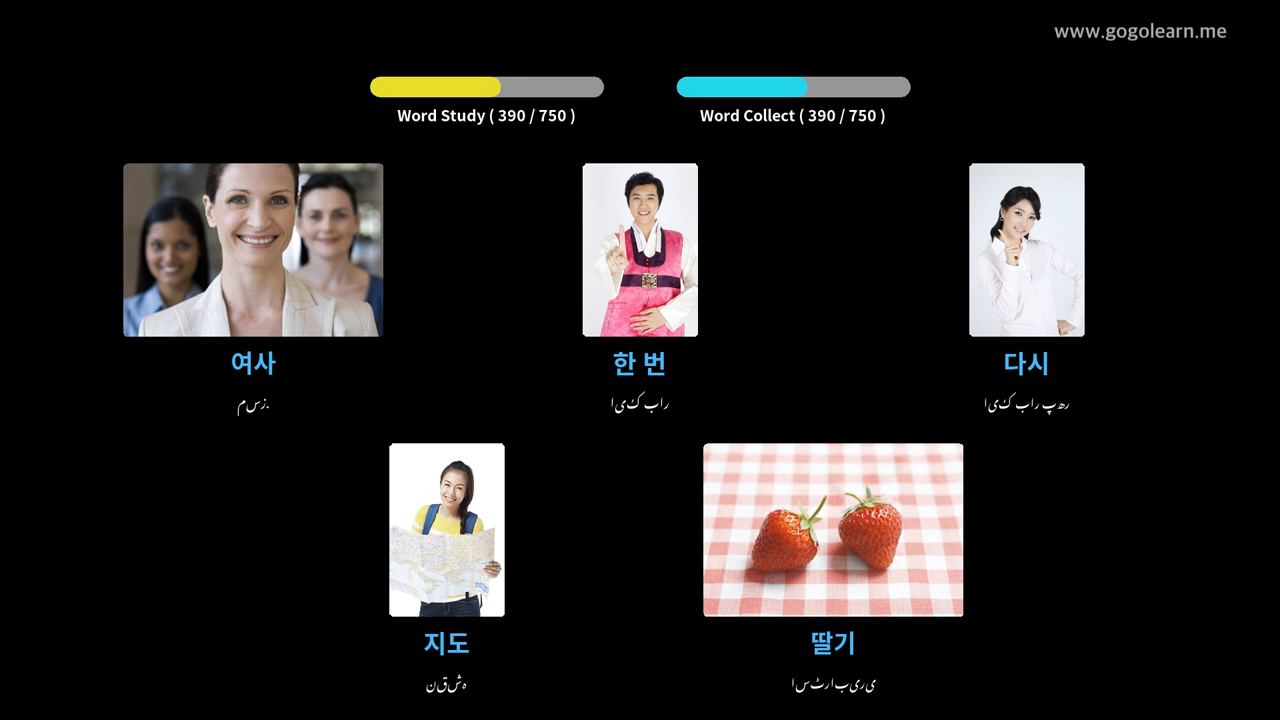 www.gogolearn.me
Word Study ( 390 / 750 )
Word Collect ( 390 / 750 )
여사
한 번
다시
مسز.
ایک بار
ایک بار پھر
지도
딸기
نقشہ
اسٹرابیری